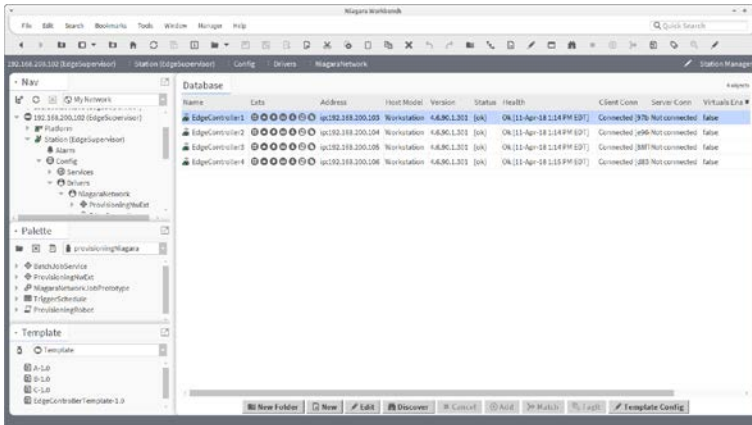 Niagara Workbench
File Edit Search Bookmarks Tools Window Manager Help
Quick Search
192.168.200.102 (EdgeSupervisor) Station (EdgeSupervisor) Config Drivers NiagaraNetwork Station Manager
Nav
My Network
192.168.200.102 (EdgeSupervisor)
Platform
Station (EdgeSupervisor)
Alarm
Config
Services
Drivers
NiagaraNetwork
ProvisioningNwExt
Palette
provisioningNiagara
BatchJobService
ProvisioningNwExt
NiagaraNetworkJobPrototype
TriggerSchedule
ProvisioningRobot
Template
Template
A-1.0
B-1.0
C-1.0
EdgeControllerTemplate-1.0
Database
4 objects
Name Exts Address Host Model Version Status Health Client Conn Server Conn Virtuals Ena
EdgeController1 ip:192.168.200.103 Workstation 4.6.90.1.301 {ok} Ok [11-Apr-18 1:14 PM EDT] Connected Not connected false
EdgeController2 ip:192.168.200.104 Workstation 4.6.90.1.301 {ok} Ok [11-Apr-18 1:14 PM EDT] Connected Not connected false
EdgeController3 ip:192.168.200.105 Workstation 4.6.90.1.301 {ok} Ok [11-Apr-18 1:14 PM EDT] Connected Not connected false
EdgeController4 ip:192.168.200.106 Workstation 4.6.90.1.301 {ok} Ok [11-Apr-18 1:15 PM EDT] Connected Not connected false
New Folder New Edit Discover Cancel Add Match TagIt Template Config